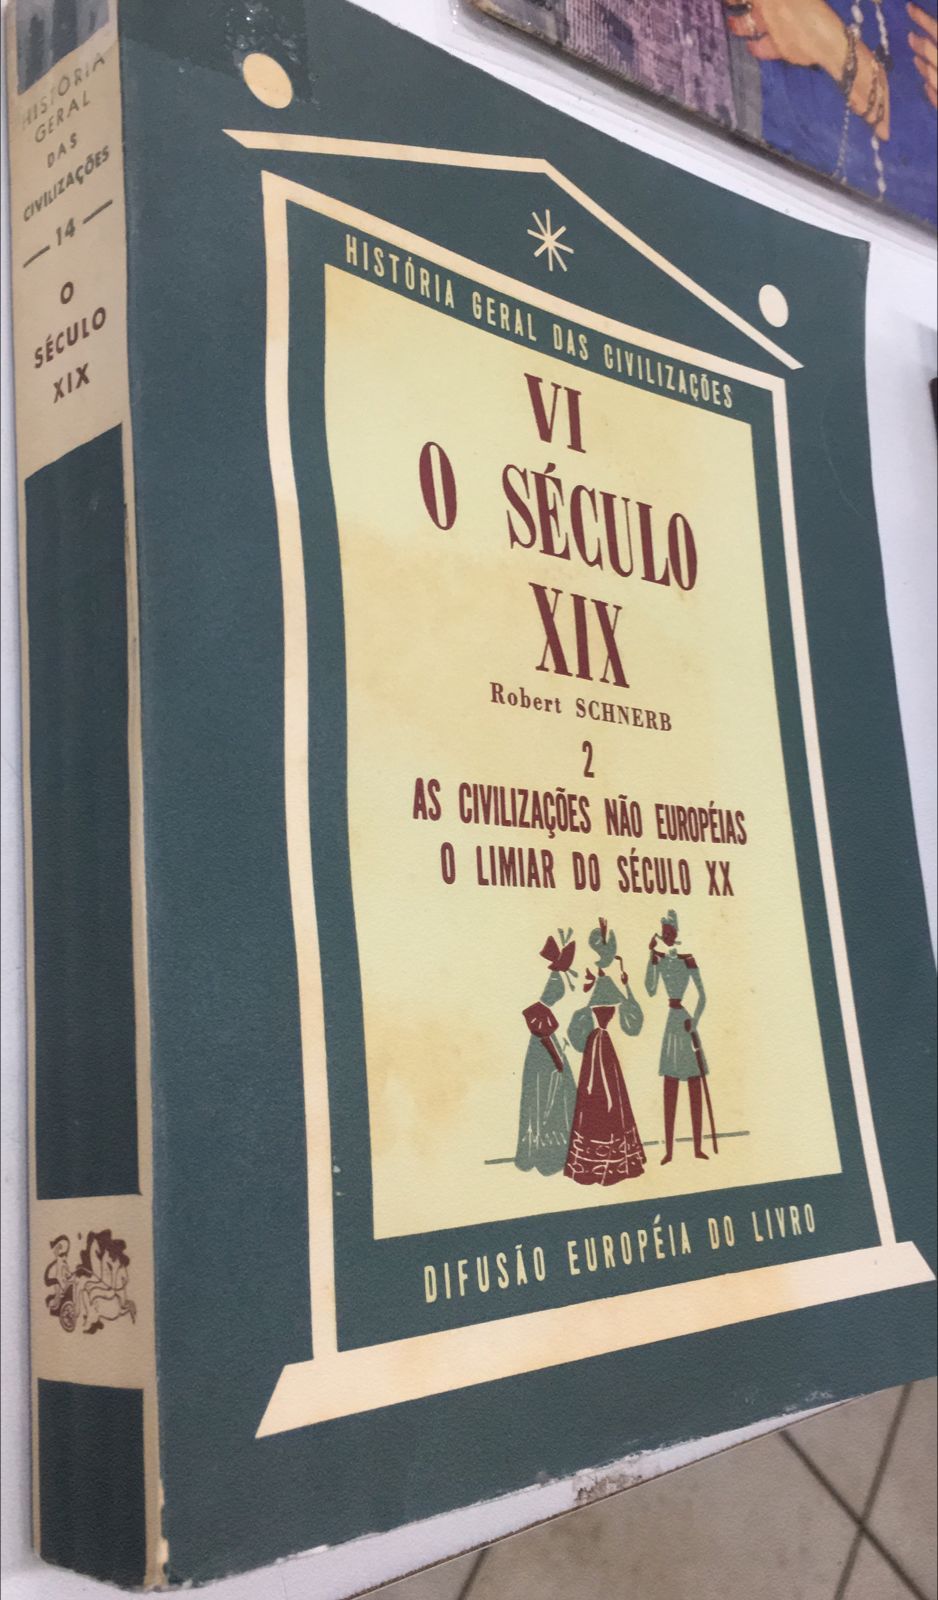 HISTÓRIA
GERAL
DAS
CIVILIZAÇÕES
14
O
SÉCULO
XIX
HISTÓRIA GERAL DAS CIVILIZAÇÕES
VI
O SÉCULO
XIX
Robert SCHNERB
2
AS CIVILIZAÇÕES NÃO EUROPÉIAS
O LIMIAR DO SÉCULO XX
DIFUSÃO EUROPÉIA DO LIVRO